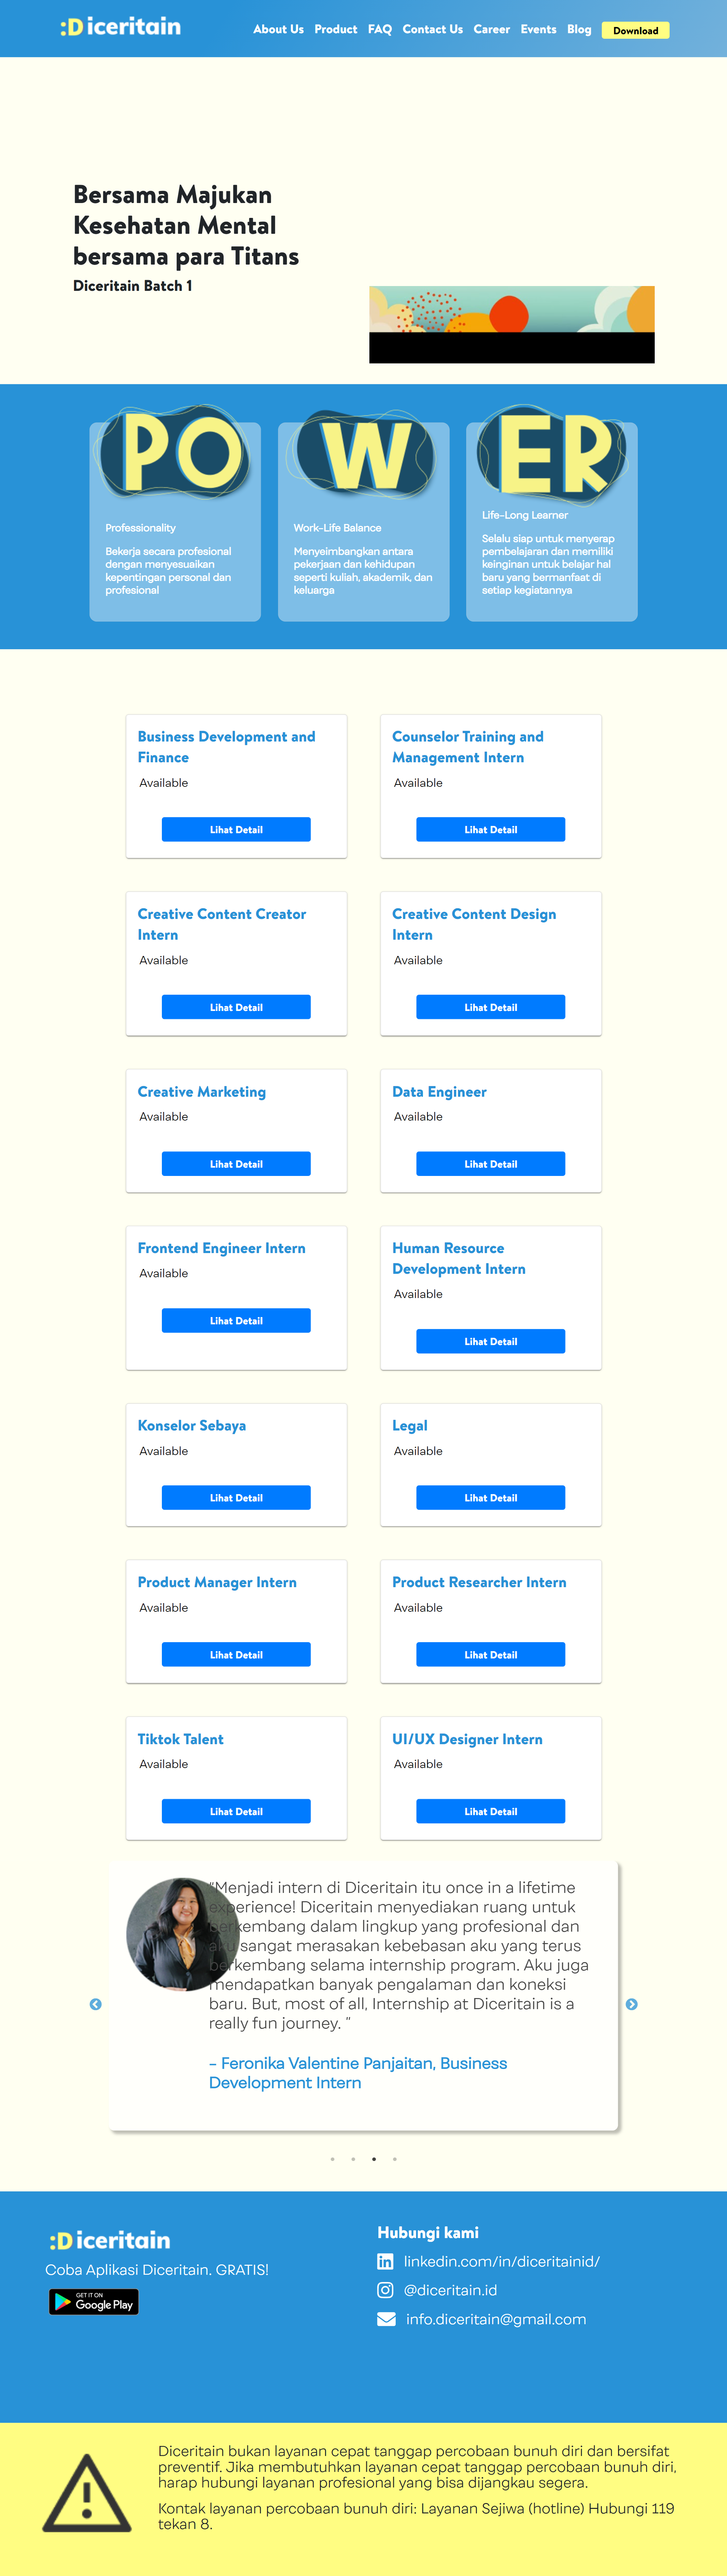 :Diceritain
About Us Product FAQ Contact Us Career Events Blog Download
Bersama Majukan
Kesehatan Mental
bersama para Titans
Diceritain Batch 1
PO
W
ER
Professionality
Bekerja secara profesional
dengan menyesuaikan
kepentingan personal dan
profesional
Work-Life Balance
Menyeimbangkan antara
pekerjaan dan kehidupan
seperti kuliah, akademik, dan
keluarga
Life-Long Learner
Selalu siap untuk menyerap
pembelajaran dan memiliki
keinginan untuk belajar hal
baru yang bermanfaat di
setiap kegiatannya
Business Development and
Finance
Available
Lihat Detail
Counselor Training and
Management Intern
Available
Lihat Detail
Creative Content Creator
Intern
Available
Lihat Detail
Creative Content Design
Intern
Available
Lihat Detail
Creative Marketing
Available
Lihat Detail
Data Engineer
Available
Lihat Detail
Frontend Engineer Intern
Available
Lihat Detail
Human Resource
Development Intern
Available
Lihat Detail
Konselor Sebaya
Available
Lihat Detail
Legal
Available
Lihat Detail
Product Manager Intern
Available
Lihat Detail
Product Researcher Intern
Available
Lihat Detail
Tiktok Talent
Available
Lihat Detail
UI/UX Designer Intern
Available
Lihat Detail
"Menjadi intern di Diceritain itu once in a lifetime
experience! Diceritain menyediakan ruang untuk
berkembang dalam lingkup yang profesional dan
aku sangat merasakan kebebasan aku yang terus
berkembang selama internship program. Aku juga
mendapatkan banyak pengalaman dan koneksi
baru. But, most of all, Internship at Diceritain is a
really fun journey. "
- Feronika Valentine Panjaitan, Business
Development Intern
:Diceritain
Coba Aplikasi Diceritain. GRATIS!
GET IT ON
Google Play
Hubungi kami
linkedin.com/in/diceritainid/
@diceritain.id
info.diceritain@gmail.com
Diceritain bukan layanan cepat tanggap percobaan bunuh diri dan bersifat
preventif. Jika membutuhkan layanan cepat tanggap percobaan bunuh diri,
harap hubungi layanan profesional yang bisa dijangkau segera.
Kontak layanan percobaan bunuh diri: Layanan Sejiwa (hotline) Hubungi 119
tekan 8.